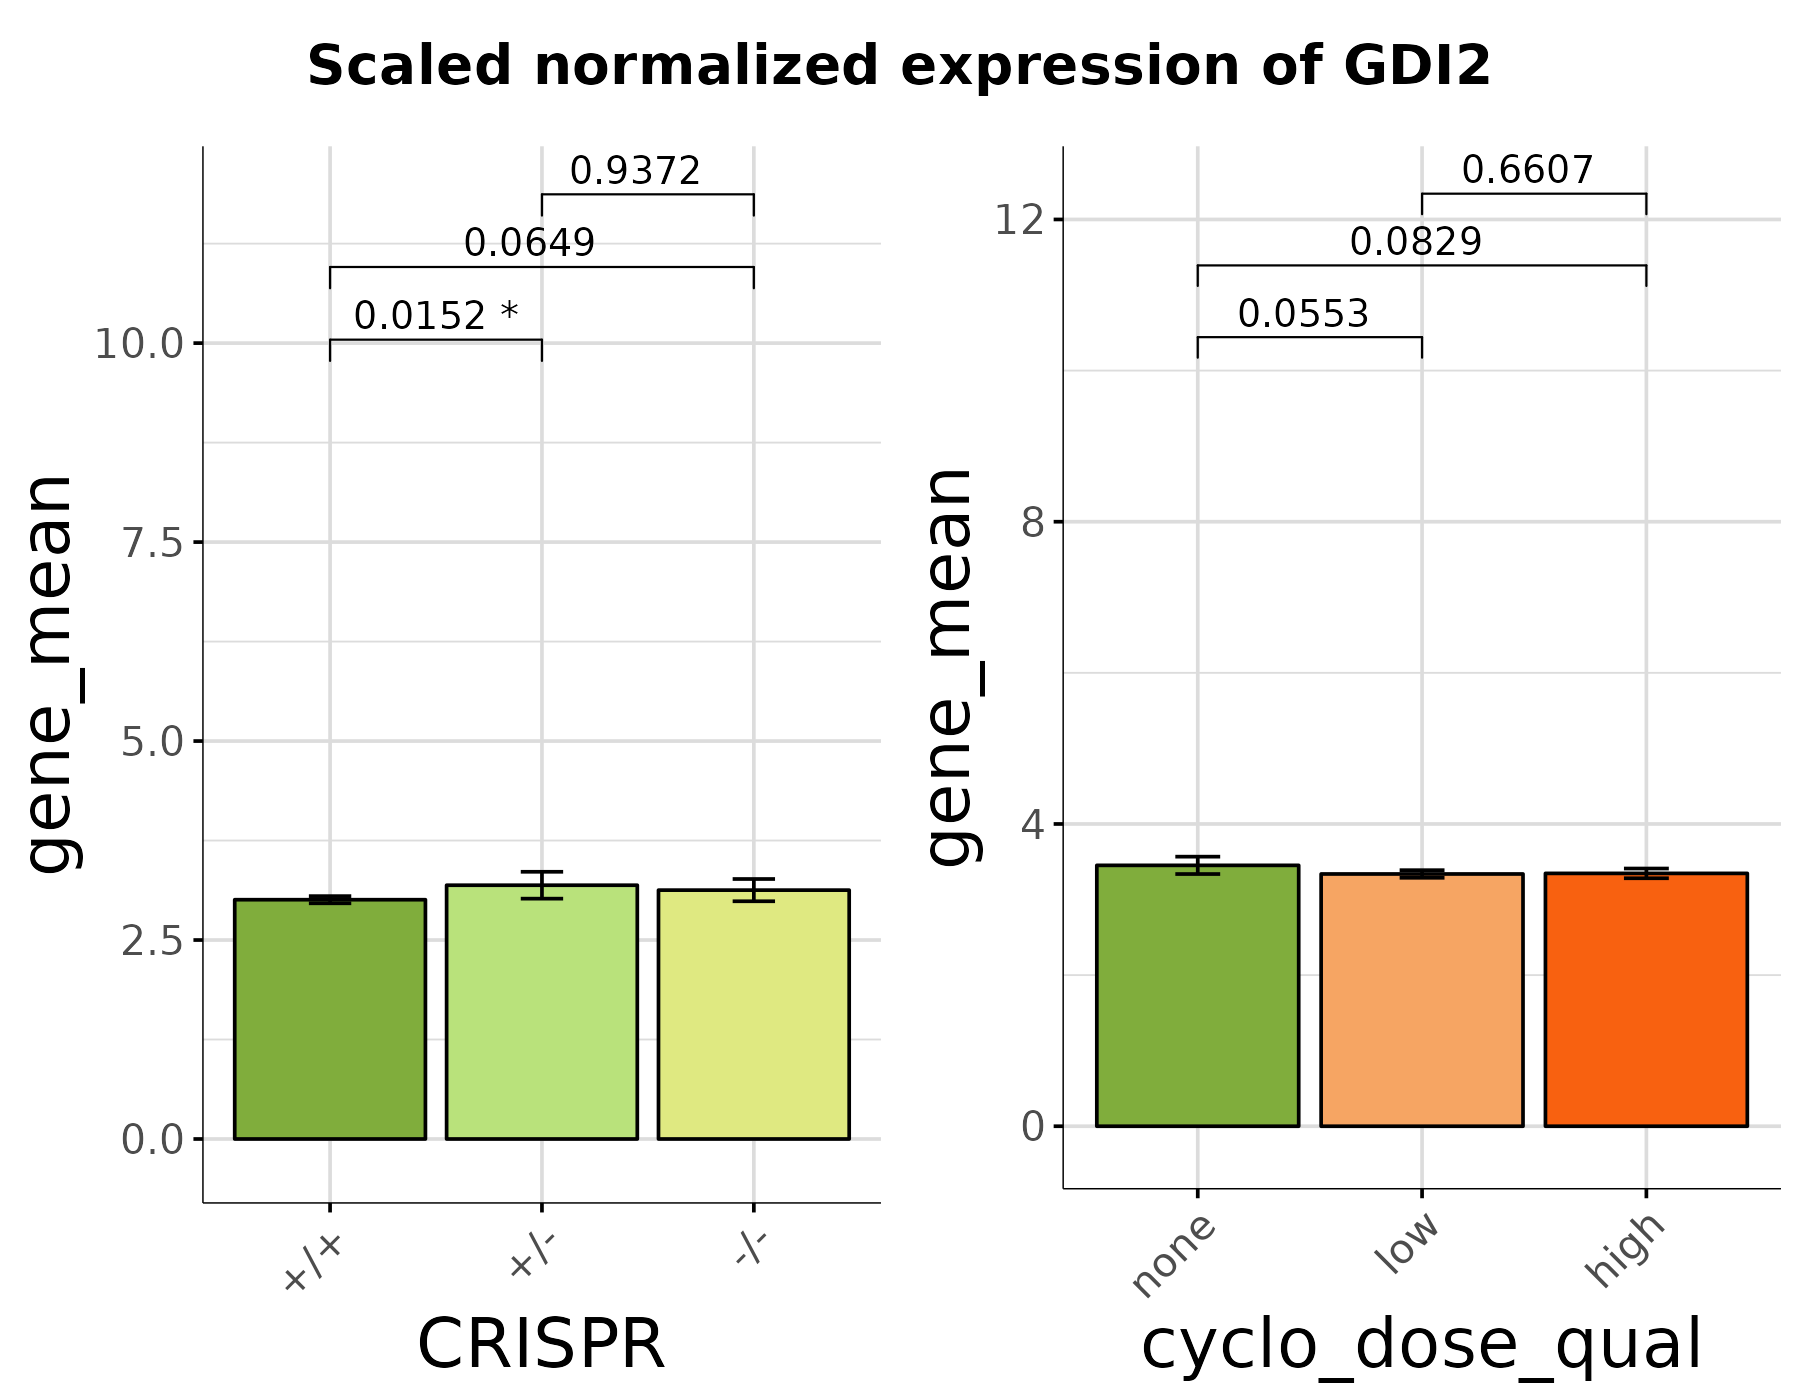 Scaled normalized expression of GDI2
gene_mean
10.0
7.5
5.0
2.5
0.0
0.9372
0.0649
0.0152 *
+/+
+/-
-/-
CRISPR
gene_mean
12
8
4
0
0.6607
0.0829
0.0553
none
low
high
cyclo_dose_qual